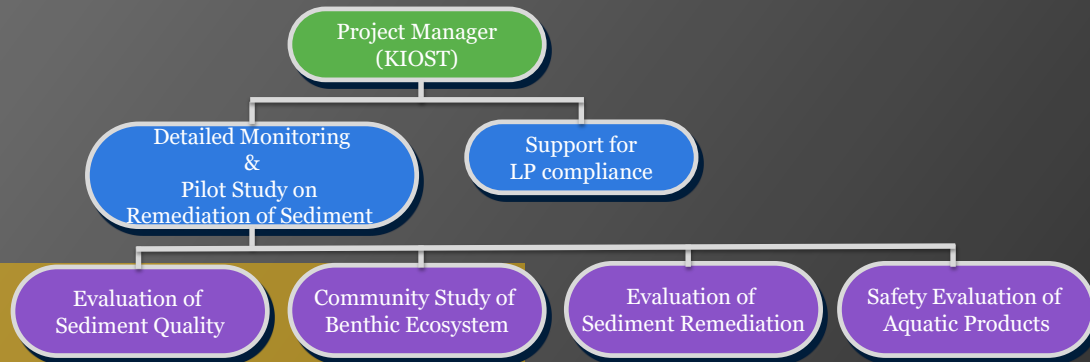 Project Manager
(KIOST)
Detailed Monitoring
&
Pilot Study on
Remediation of Sediment
Support for
LP compliance
Evaluation of
Sediment Quality
Community Study of
Benthic Ecosystem
Evaluation of
Sediment Remediation
Safety Evaluation of
Aquatic Products